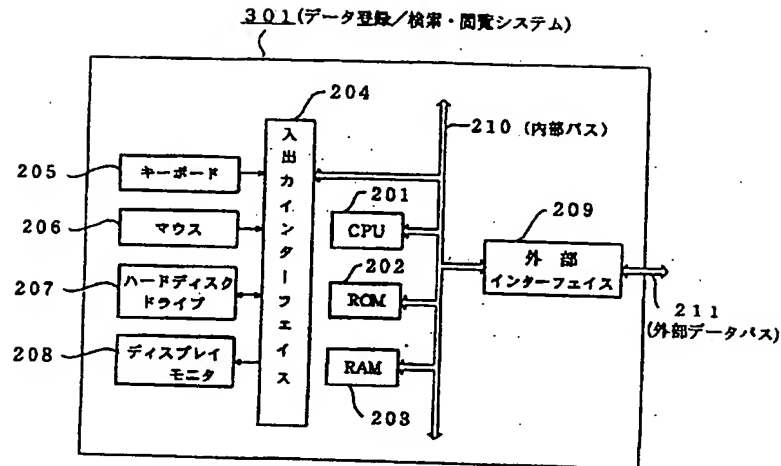 301 (データ登録/検索・閲覧システム)
204
入出力インターフェイス
210 (内部バス)
205
キーボード
201
CPU
209
外部
インターフェイス
206
マウス
202
ROM
207
ハードディスク
ドライブ
211
(外部データバス)
208
ディスプレイ
モニタ
RAM
203